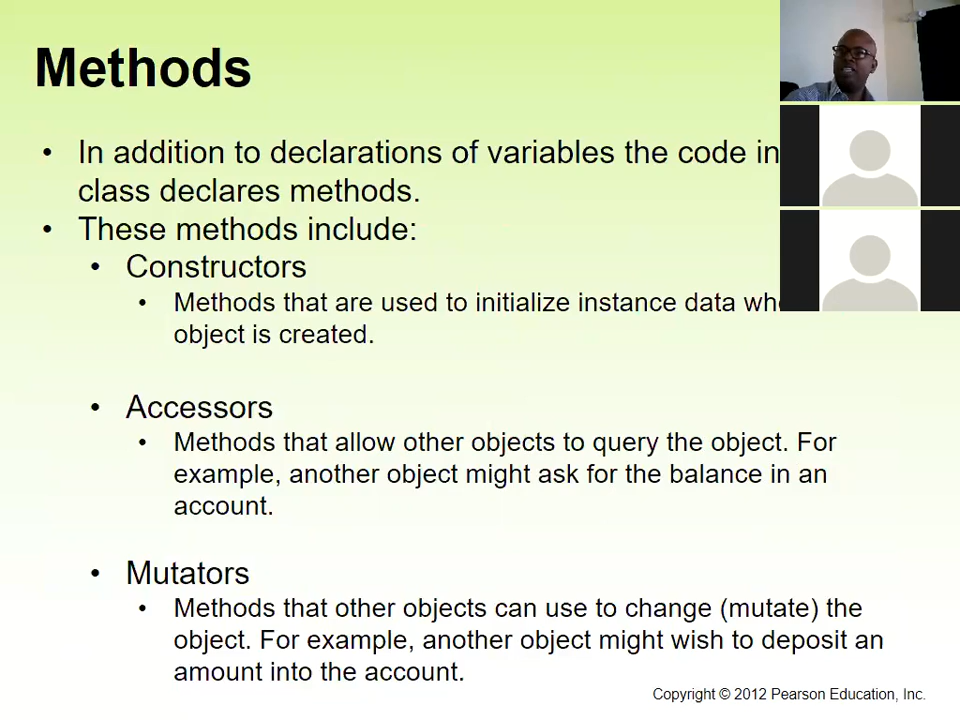 Methods
• In addition to declarations of variables the code in
class declares methods.
• These methods include:
• Constructors
• Methods that are used to initialize instance data
object is created.
• Accessors
• Methods that allow other objects to query the object. For
example, another object might ask for the balance in an
account.
• Mutators
• Methods that other objects can use to change (mutate) the
object. For example, another object might wish to deposit an
amount into the account.
Copyright © 2012 Pearson Education, Inc.